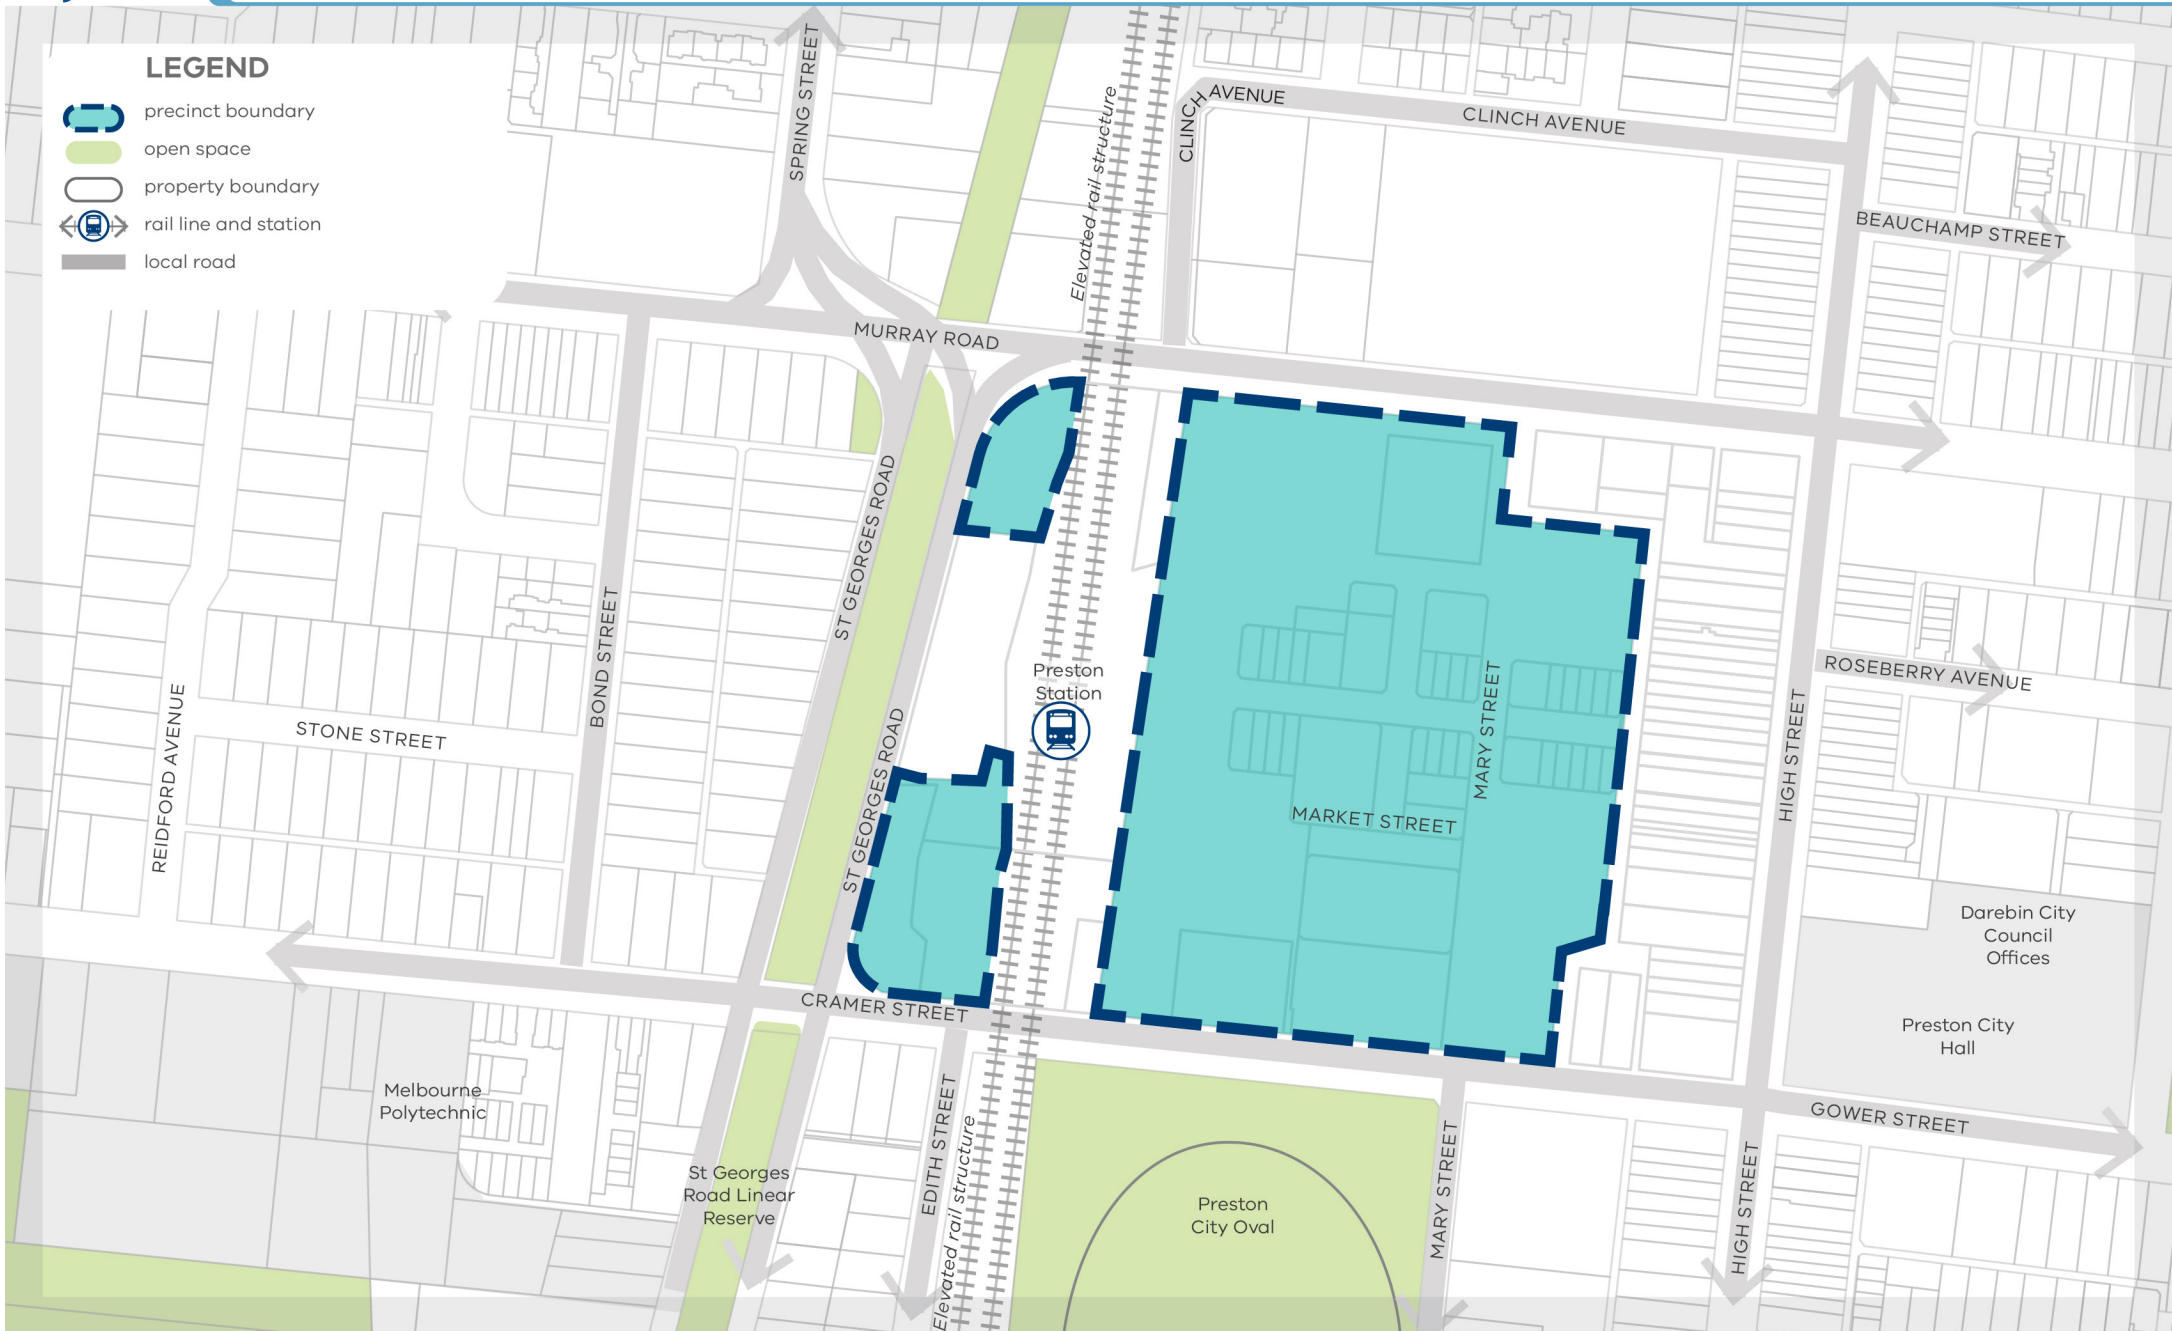 LEGEND
precinct boundary
open space
property boundary
rail line and station
local road
SPRING STREET
Elevated rail structure
CLINCH AVENUE
CLINCH AVENUE
BEAUCHAMP STREET
MURRAY ROAD
ST GEORGES ROAD
BOND STREET
REIDFORD AVENUE
STONE STREET
ST GEORGES ROAD
Preston
Station
MARY STREET
MARKET STREET
HIGH STREET
ROSEBERRY AVENUE
Darebin City
Council
Offices
Preston City
Hall
CRAMER STREET
GOWER STREET
Melbourne
Polytechnic
St Georges
Road Linear
Reserve
EDITH STREET
Elevated rail structure
Preston
City Oval
MARY STREET
HIGH STREET